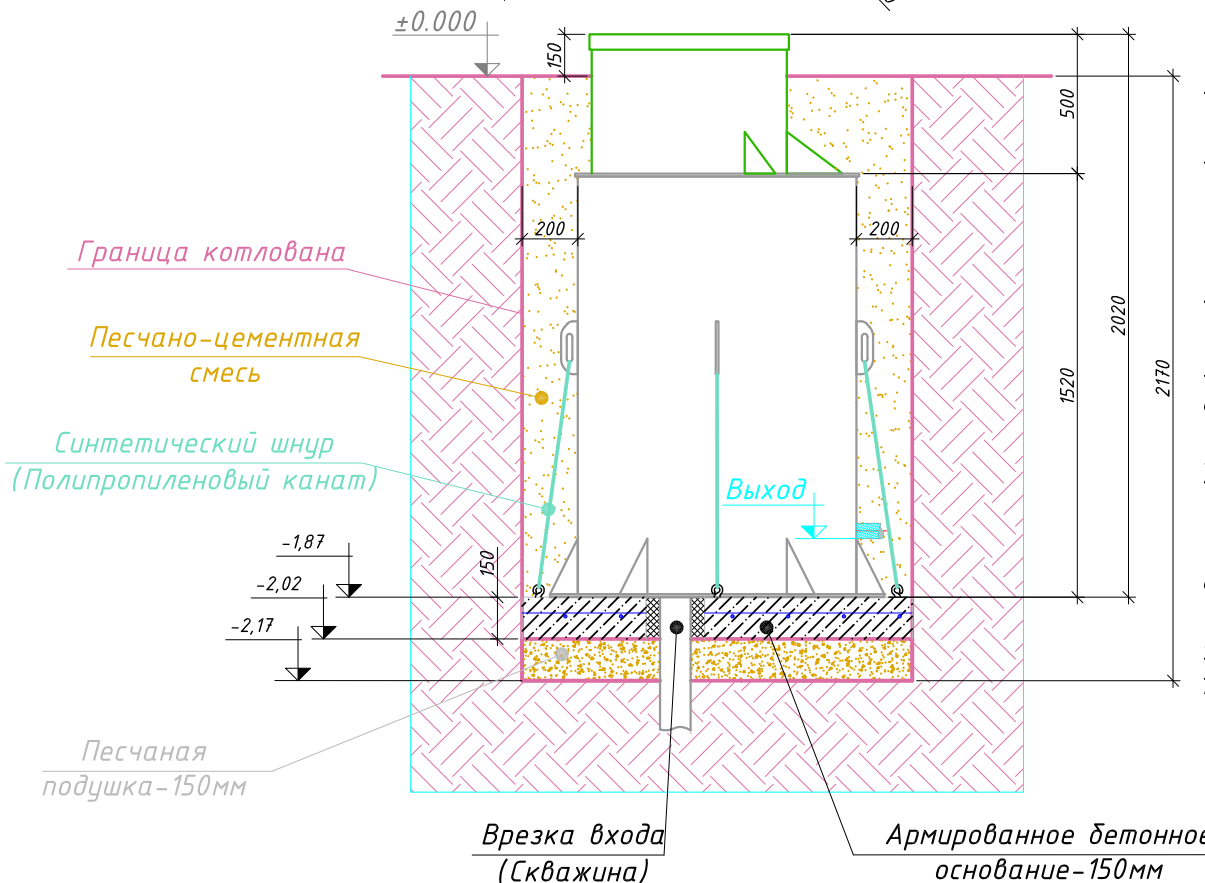 ±0.000
150
500
200
200
Граница котлована
2020
2170
1520
Песчано-цементная
смесь
Синтетический шнур
(Полипропиленовый канат)
Выход
-1,87
150
-2,02
-2,17
Песчаная
подушка-150мм
Врезка входа
(Скважина)
Армированное бетонное
основание-150мм